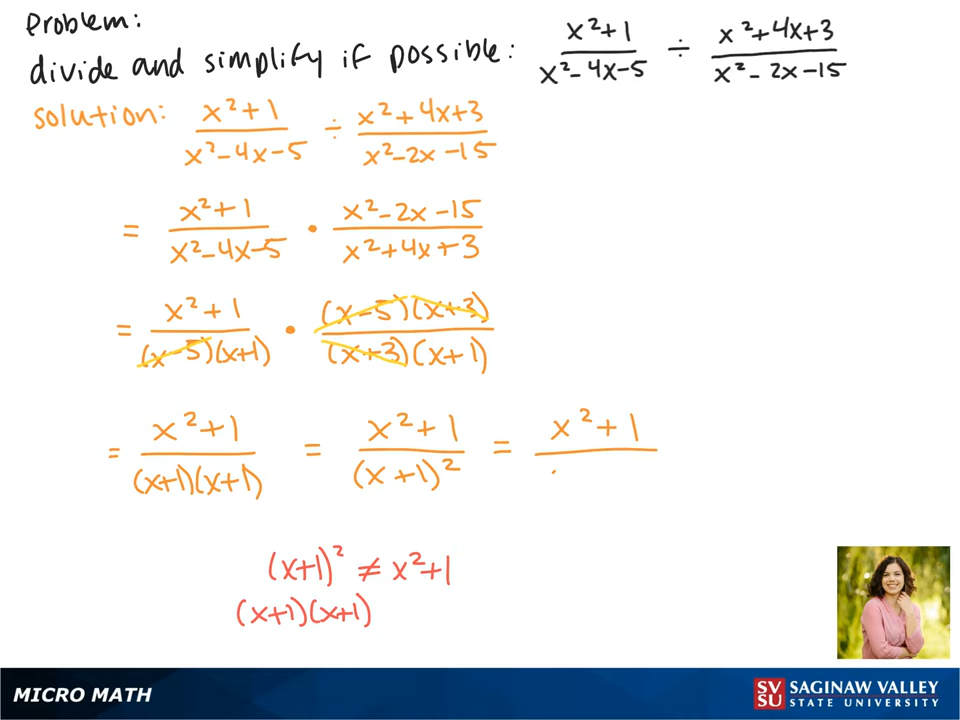 problem:
divide and simplify if possible: (x²+1)/(x²-4x-5) ÷ (x²+4x+3)/(x²-2x-15)
solution: (x²+1)/(x²-4x-5) ÷ (x²+4x+3)/(x²-2x-15)
= (x²+1)/(x²-4x-5) • (x²-2x-15)/(x²+4x+3)
= (x²+1)/((x-5)(x+1)) • ((x-5)(x+3))/((x+3)(x+1))
= (x²+1)/((x+1)(x+1)) = (x²+1)/(x+1)² = x²+1
(x+1)² ≠ x²+1
(x+1)(x+1)
MICRO MATH
SVSU SAGINAW VALLEY
STATE UNIVERSITY